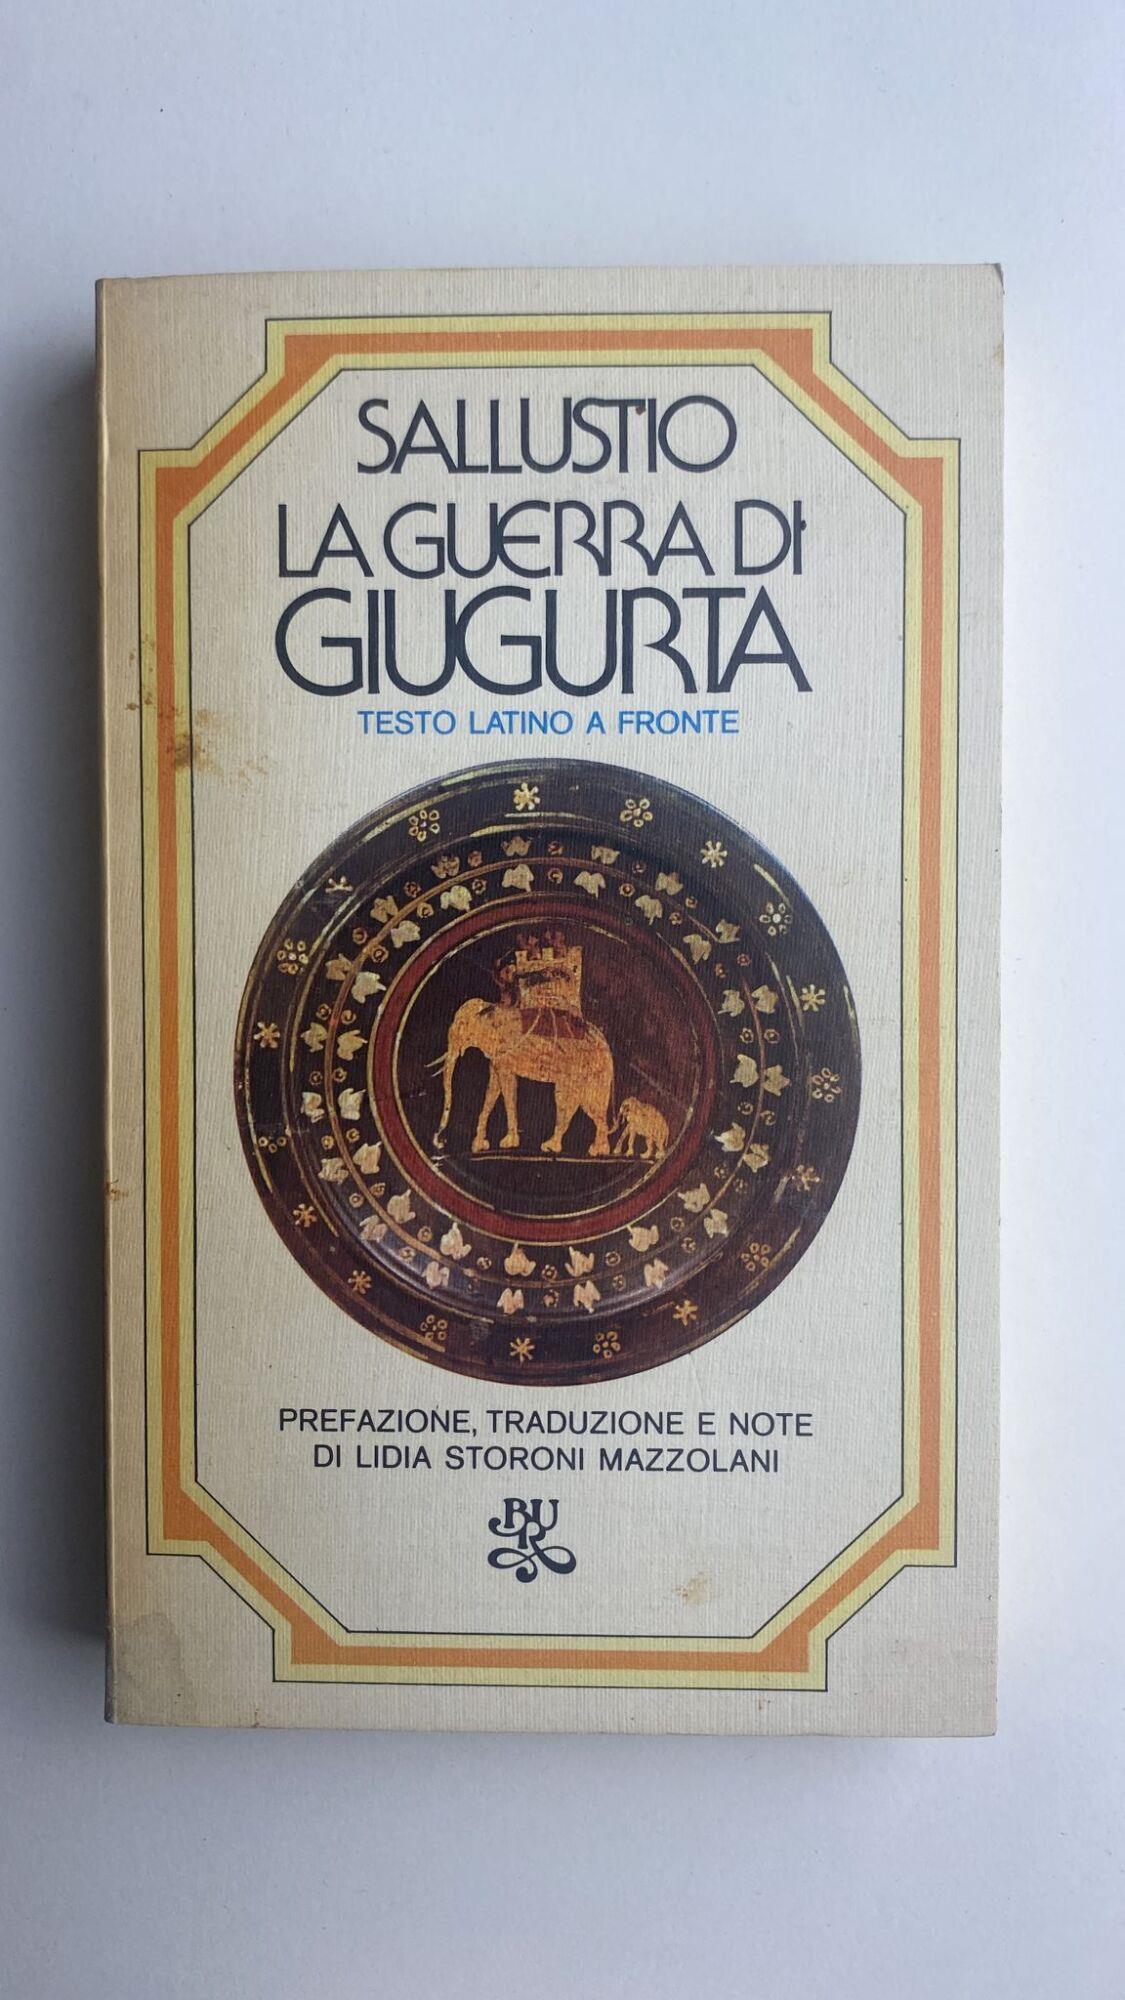 SALLUSTIO
LA GUERRA DI
GIUGURTA
TESTO LATINO A FRONTE
PREFAZIONE, TRADUZIONE E NOTE
DI LIDIA STORONI MAZZOLANI
BUR